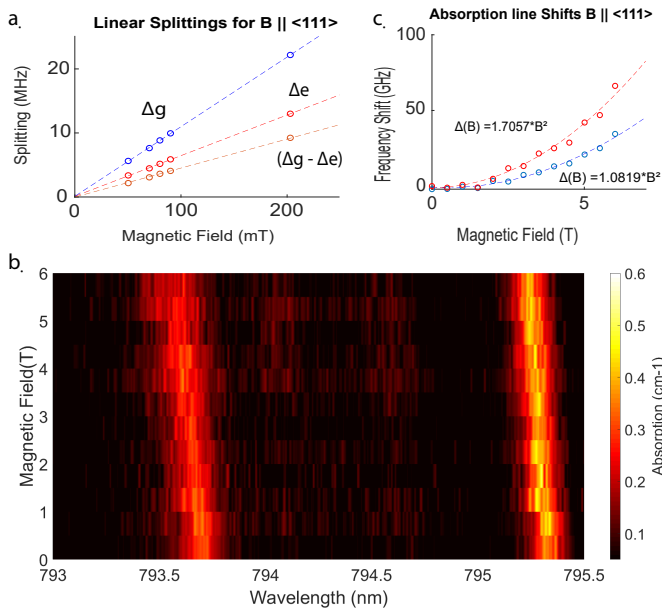 a.
Linear Splittings for B || <111>
20
10
0
Splitting (MHz)
Δg
Δe
(Δg - Δe)
0
100
200
Magnetic Field (mT)
c.
Absorption line Shifts B || <111>
100
50
0
Frequency Shift (GHz)
Δ(B) =1.7057*B²
Δ(B) =1.0819*B²
0
5
Magnetic Field (T)
b.
6
5
4
3
2
1
0
Magnetic Field(T)
793
793.5
794
794.5
795
795.5
Wavelength (nm)
0.6
0.5
0.4
0.3
0.2
0.1
Absorption (cm-1)